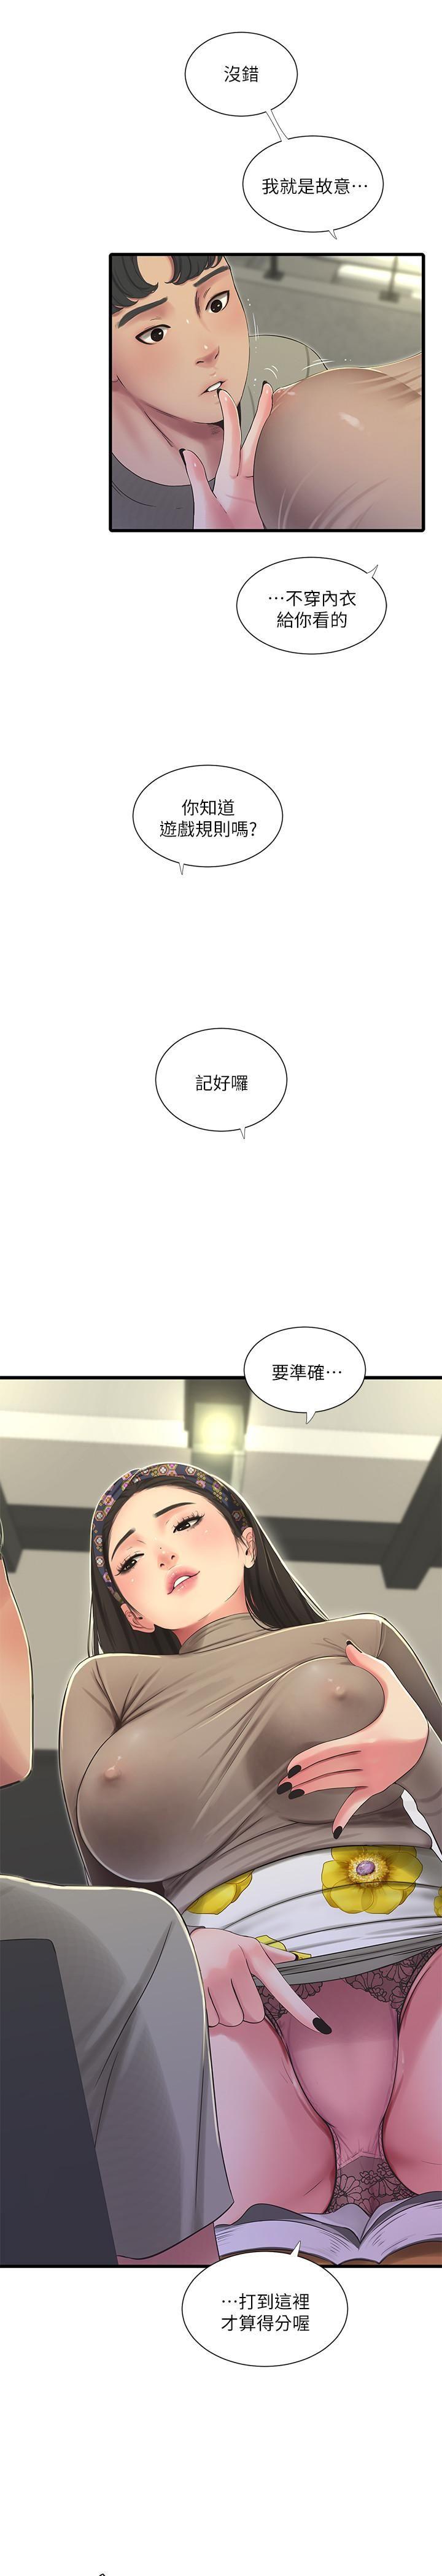 沒錯
我就是故意⋯
⋯不穿內衣
給你看的
你知道
遊戲規則嗎?
記好囉
要準確⋯
⋯打到這裡
才算得分喔